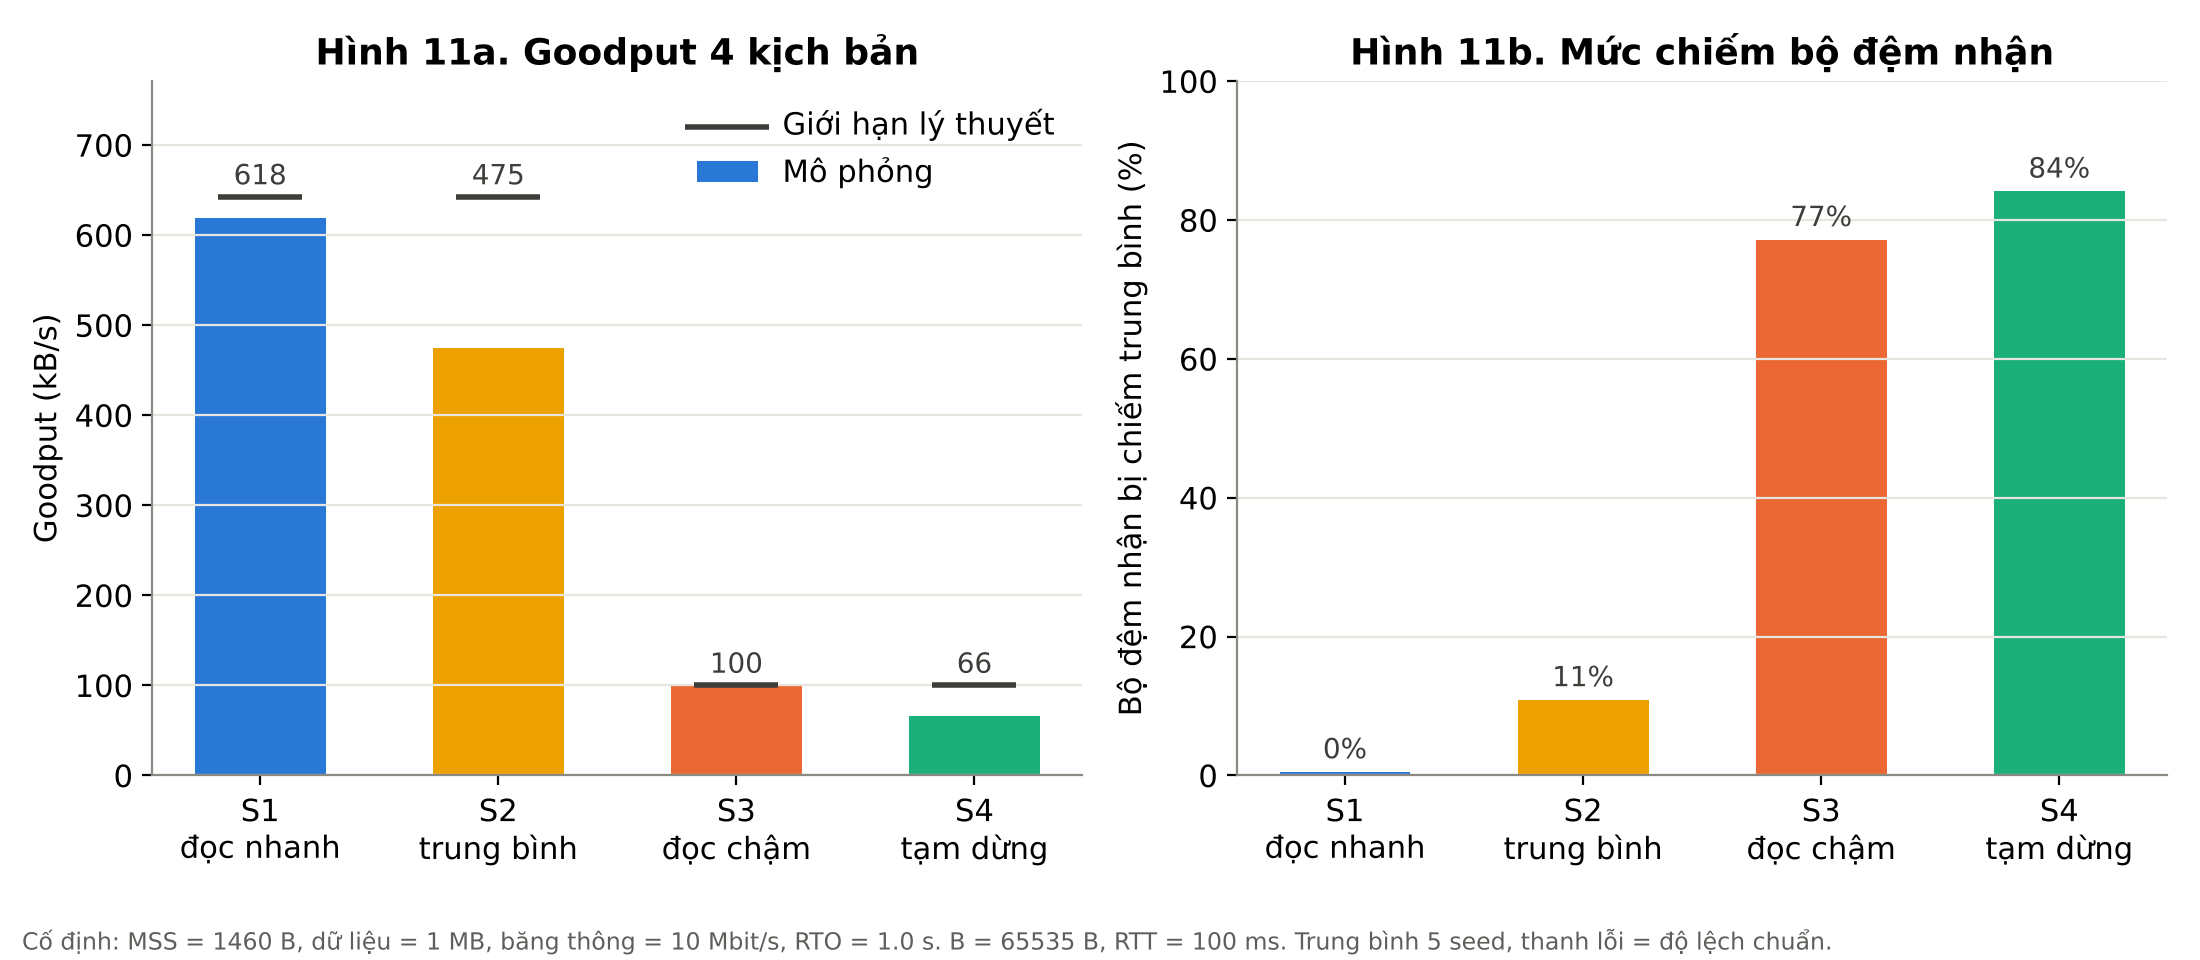 Hình 11a. Goodput 4 kịch bản
Goodput (kB/s)
700
600
500
400
300
200
100
0
Giới hạn lý thuyết
Mô phỏng
618
475
100
66
S1
đọc nhanh
S2
trung bình
S3
đọc chậm
S4
tạm dừng
Hình 11b. Mức chiếm bộ đệm nhận
Bộ đệm nhận bị chiếm trung bình (%)
100
80
60
40
20
0
0%
11%
77%
84%
S1
đọc nhanh
S2
trung bình
S3
đọc chậm
S4
tạm dừng
Cố định: MSS = 1460 B, dữ liệu = 1 MB, băng thông = 10 Mbit/s, RTO = 1.0 s. B = 65535 B, RTT = 100 ms. Trung bình 5 seed, thanh lỗi = độ lệch chuẩn.